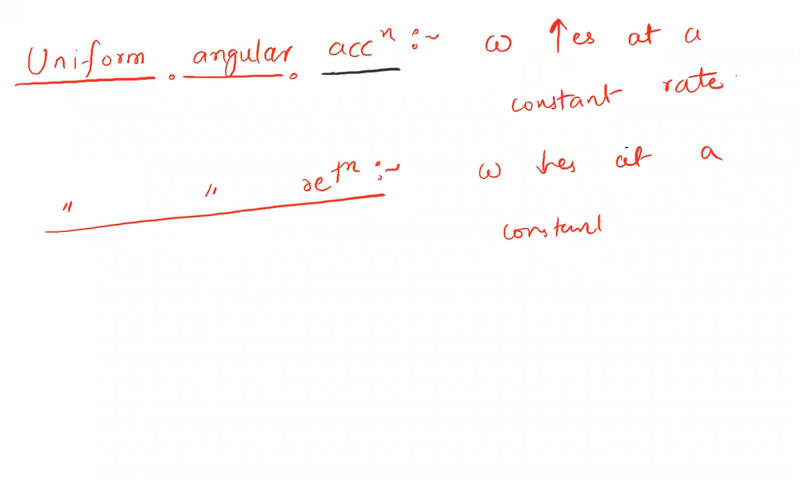 Uniform angular accⁿ :~ ω ↑es at a
constant rate
" " retⁿ :~ ω ↓es at a
constant